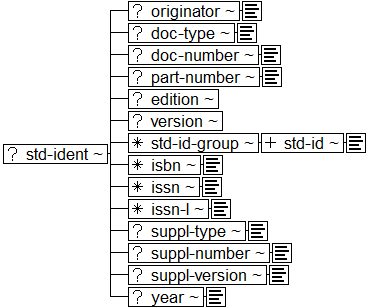 ? originator ~
? doc-type ~
? doc-number ~
? part-number ~
? edition ~
? version ~
? std-ident ~
* std-id-group ~ + std-id ~
* isbn ~
* issn ~
* issn-l ~
? suppl-type ~
? suppl-number ~
? suppl-version ~
? year ~